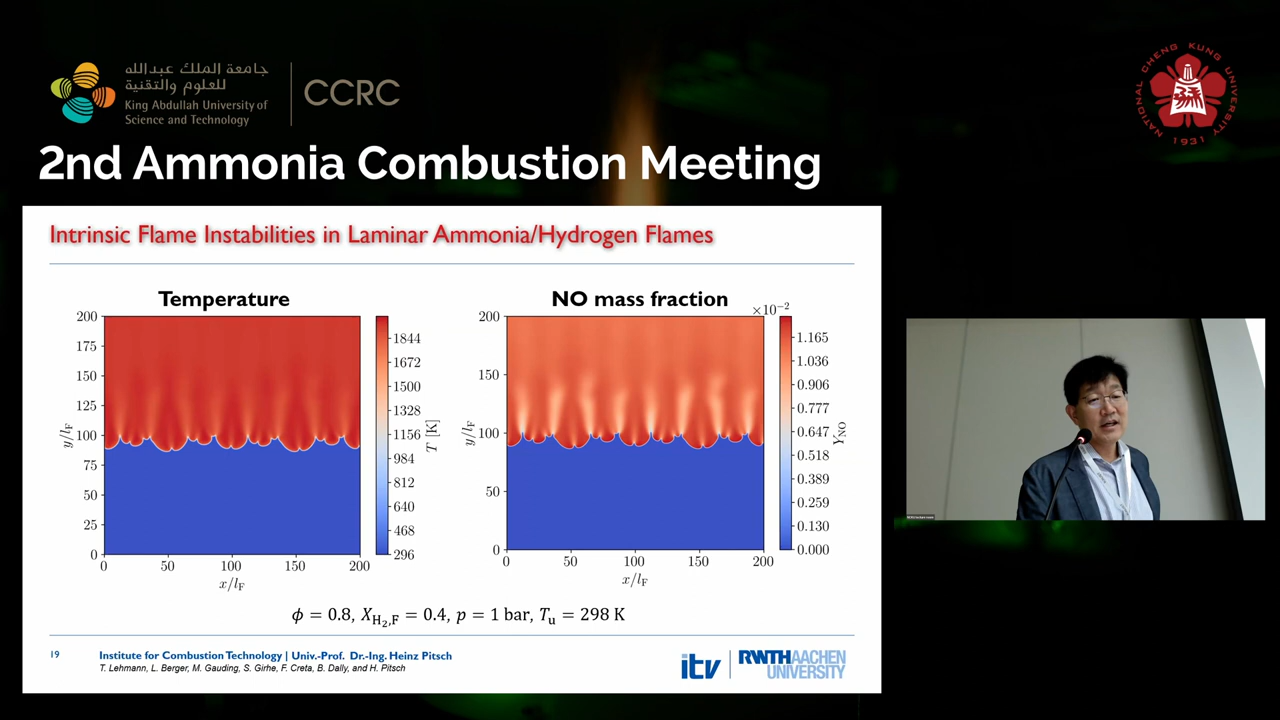 جامعة الملك عبدالله
للعلوم والتقنية
King Abdullah University of
Science and Technology
CCRC
NATIONAL CHENG KUNG UNIVERSITY
1931
2nd Ammonia Combustion Meeting
Intrinsic Flame Instabilities in Laminar Ammonia/Hydrogen Flames
Temperature
200
175
150
125
100
75
50
25
0
y/l_F
0 50 100 150 200
x/l_F
1844
1672
1500
1328
1156
984
812
640
468
296
T [K]
NO mass fraction
×10⁻²
200
150
100
50
0
y/l_F
0 50 100 150 200
x/l_F
1.165
1.036
0.906
0.777
0.647
0.518
0.389
0.259
0.130
0.000
Y_NO
ϕ = 0.8, X_H₂,F = 0.4, p = 1 bar, T_u = 298 K
19
Institute for Combustion Technology | Univ.-Prof. Dr.-Ing. Heinz Pitsch
T. Lehmann, L. Berger, M. Gauding, S. Girhe, F. Creta, B. Dally, and H. Pitsch
itv
RWTHAACHEN
UNIVERSITY